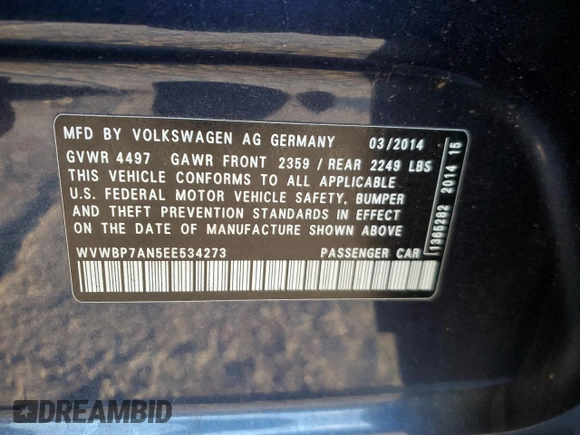 MFD BY VOLKSWAGEN AG GERMANY 03/2014
GVWR 4497 GAWR FRONT 2359 / REAR 2249 LBS
THIS VEHICLE CONFORMS TO ALL APPLICABLE
U.S. FEDERAL MOTOR VEHICLE SAFETY, BUMPER
AND THEFT PREVENTION STANDARDS IN EFFECT
ON THE DATE OF MANUFACTURE SHOWN ABOVE
WVWBP7AN5EE534273 PASSENGER CAR
1365282 2014 15
DREAMBID